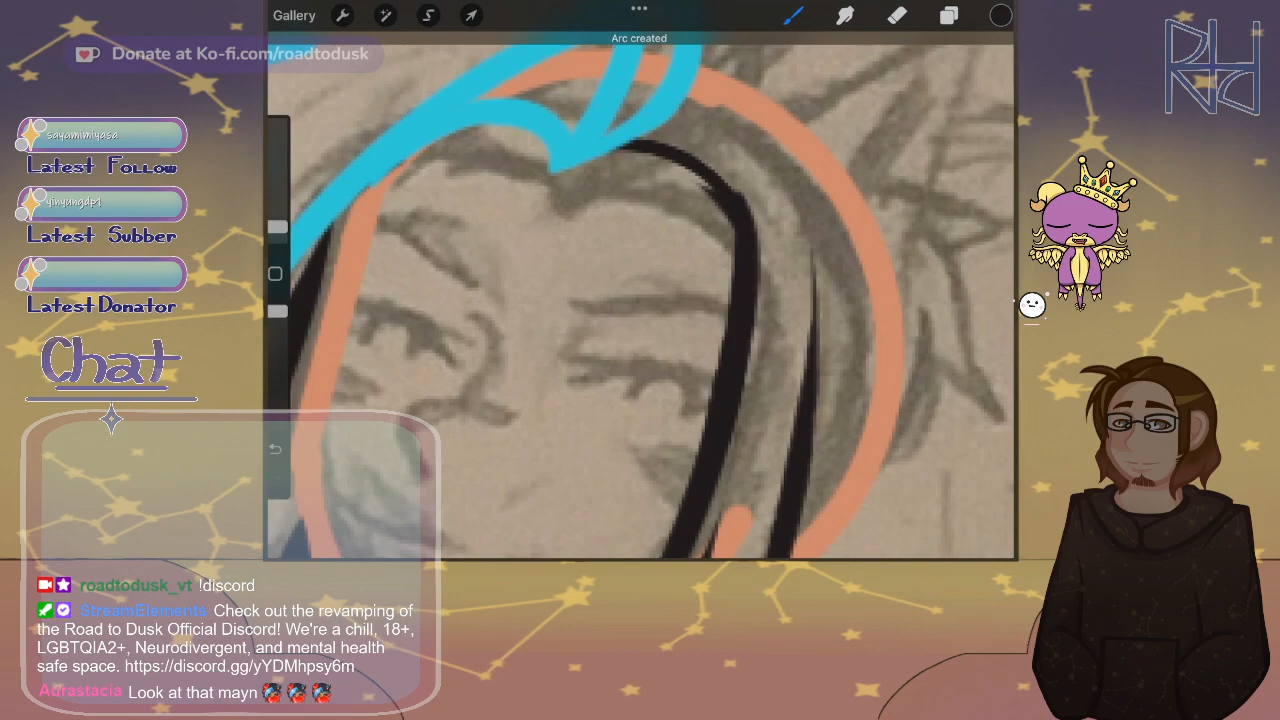 Gallery
Arc created
Donate at Ko-fi.com/roadtodusk
sayamimiyasa
Latest Follow
yinyungdp1
Latest Subber
Latest Donator
Chat
roadtodusk_vt !discord
StreamElements Check out the revamping of
the Road to Dusk Official Discord! We're a chill, 18+,
LGBTQIA2+, Neurodivergent, and mental health
safe space. https://discord.gg/yYDMhpsy6m
Aurastacia Look at that mayn